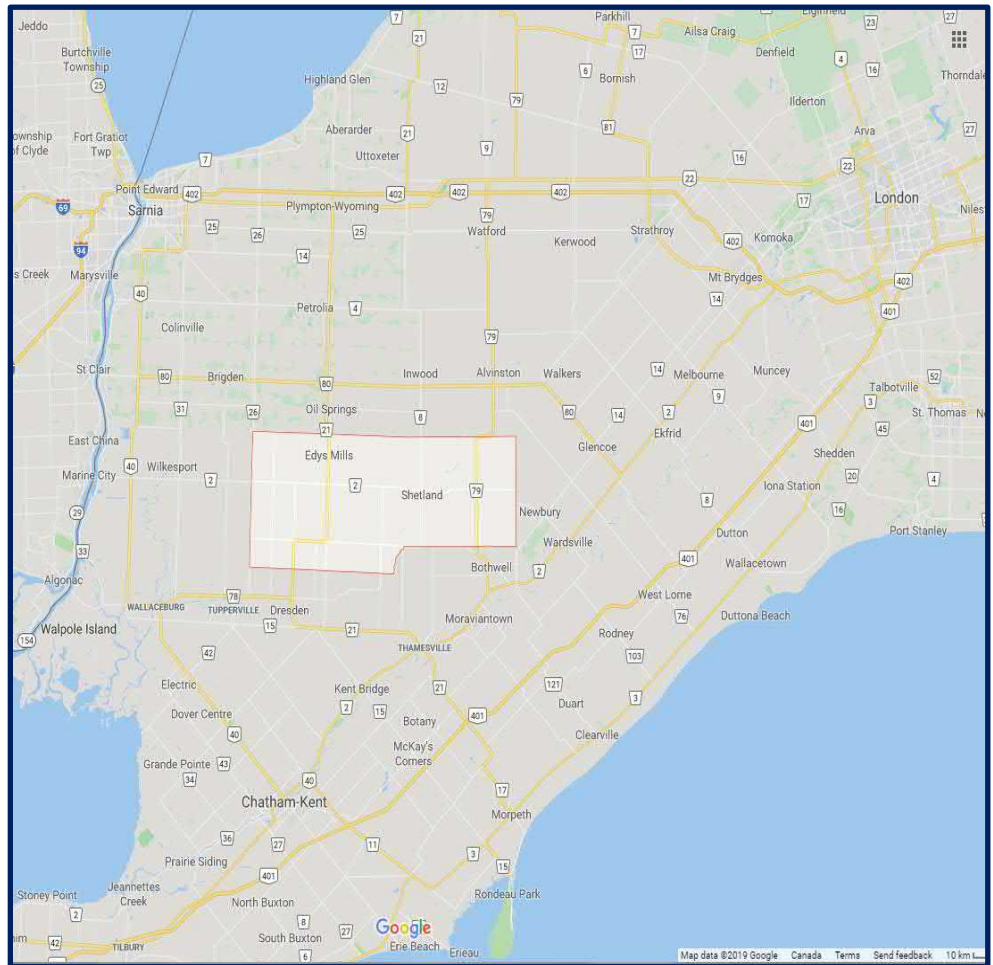 Jeddo
7
Parkhill
Elginfield
27
Burtchville
Township
21
7
17
Ailsa Craig
23
Denfield
4
16
25
Highland Glen
12
6
Bornish
Thorndale
79
Ilderton
Aberarder
21
81
Arva
27
ownship
of Clyde
Fort Gratiot
Twp
7
Uttoxeter
9
16
22
Point Edward
402
402
402
402
22
London
69
Sarnia
Plympton-Wyoming
79
17
25
26
25
Watford
Strathroy
Niles
Kerwood
402
Komoka
94
14
s Creek
Marysville
40
Mt Brydges
402
14
Petrolia
4
401
Colinville
79
St Clair
80
Brigden
80
Inwood
Alvinston
Walkers
14
Melbourne
Muncey
52
Talbotville
31
26
Oil Springs
8
80
14
2
9
3
St. Thomas
21
401
45
East China
Edys Mills
Ekfrid
Glencoe
Shedden
40
Wilkesport
2
2
Shetland
79
20
4
Marine City
Iona Station
8
16
29
Newbury
Port Stanley
33
Wardsville
Dutton
Bothwell
2
401
Wallacetown
Algonac
78
West Lorne
WALLACEBURG
TUPPERVILLE
Dresden
76
Duttona Beach
Walpole Island
15
21
Moraviantown
Rodney
154
42
THAMESVILLE
103
Electric
Kent Bridge
21
121
3
2
15
Duart
Dover Centre
Botany
401
40
Clearville
McKay's
Corners
Grande Pointe
43
34
40
17
Chatham-Kent
Morpeth
36
27
11
3
Prairie Siding
15
401
Stoney Point
Jeannettes
Creek
Rondeau Park
2
North Buxton
8
27
Google
42
South Buxton
Erie Beach
TILBURY
6
Erieau
Map data ©2019 Google Canada Terms Send feedback 10 km